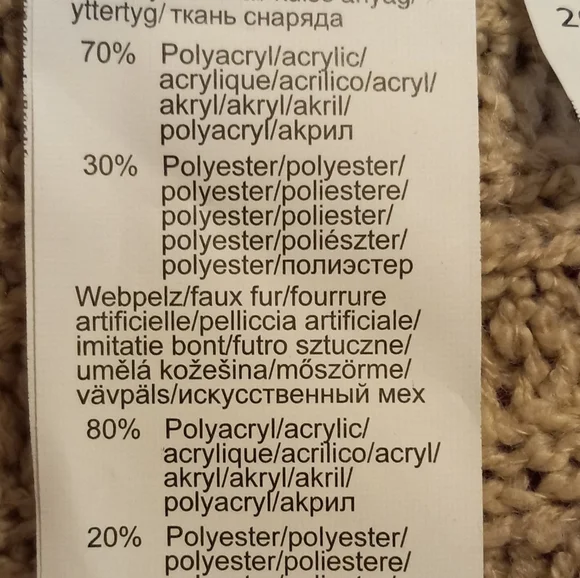 yttertyg/ткань снаряда
70% Polyacryl/acrylic/
acrylique/acrilico/acryl/
akryl/akryl/akril/
polyacryl/акрил
30% Polyester/polyester/
polyester/poliestere/
polyester/poliester/
polyester/poliészter/
polyester/полиэстер
Webpelz/faux fur/fourrure
artificielle/pelliccia artificiale/
imitatie bont/futro sztuczne/
umělá kožešina/mőszörme/
vävpäls/искусственный мех
80% Polyacryl/acrylic/
acrylique/acrilico/acryl/
akryl/akryl/akril/
polyacryl/акрил
20% Polyester/polyester/
polyester/poliestere/